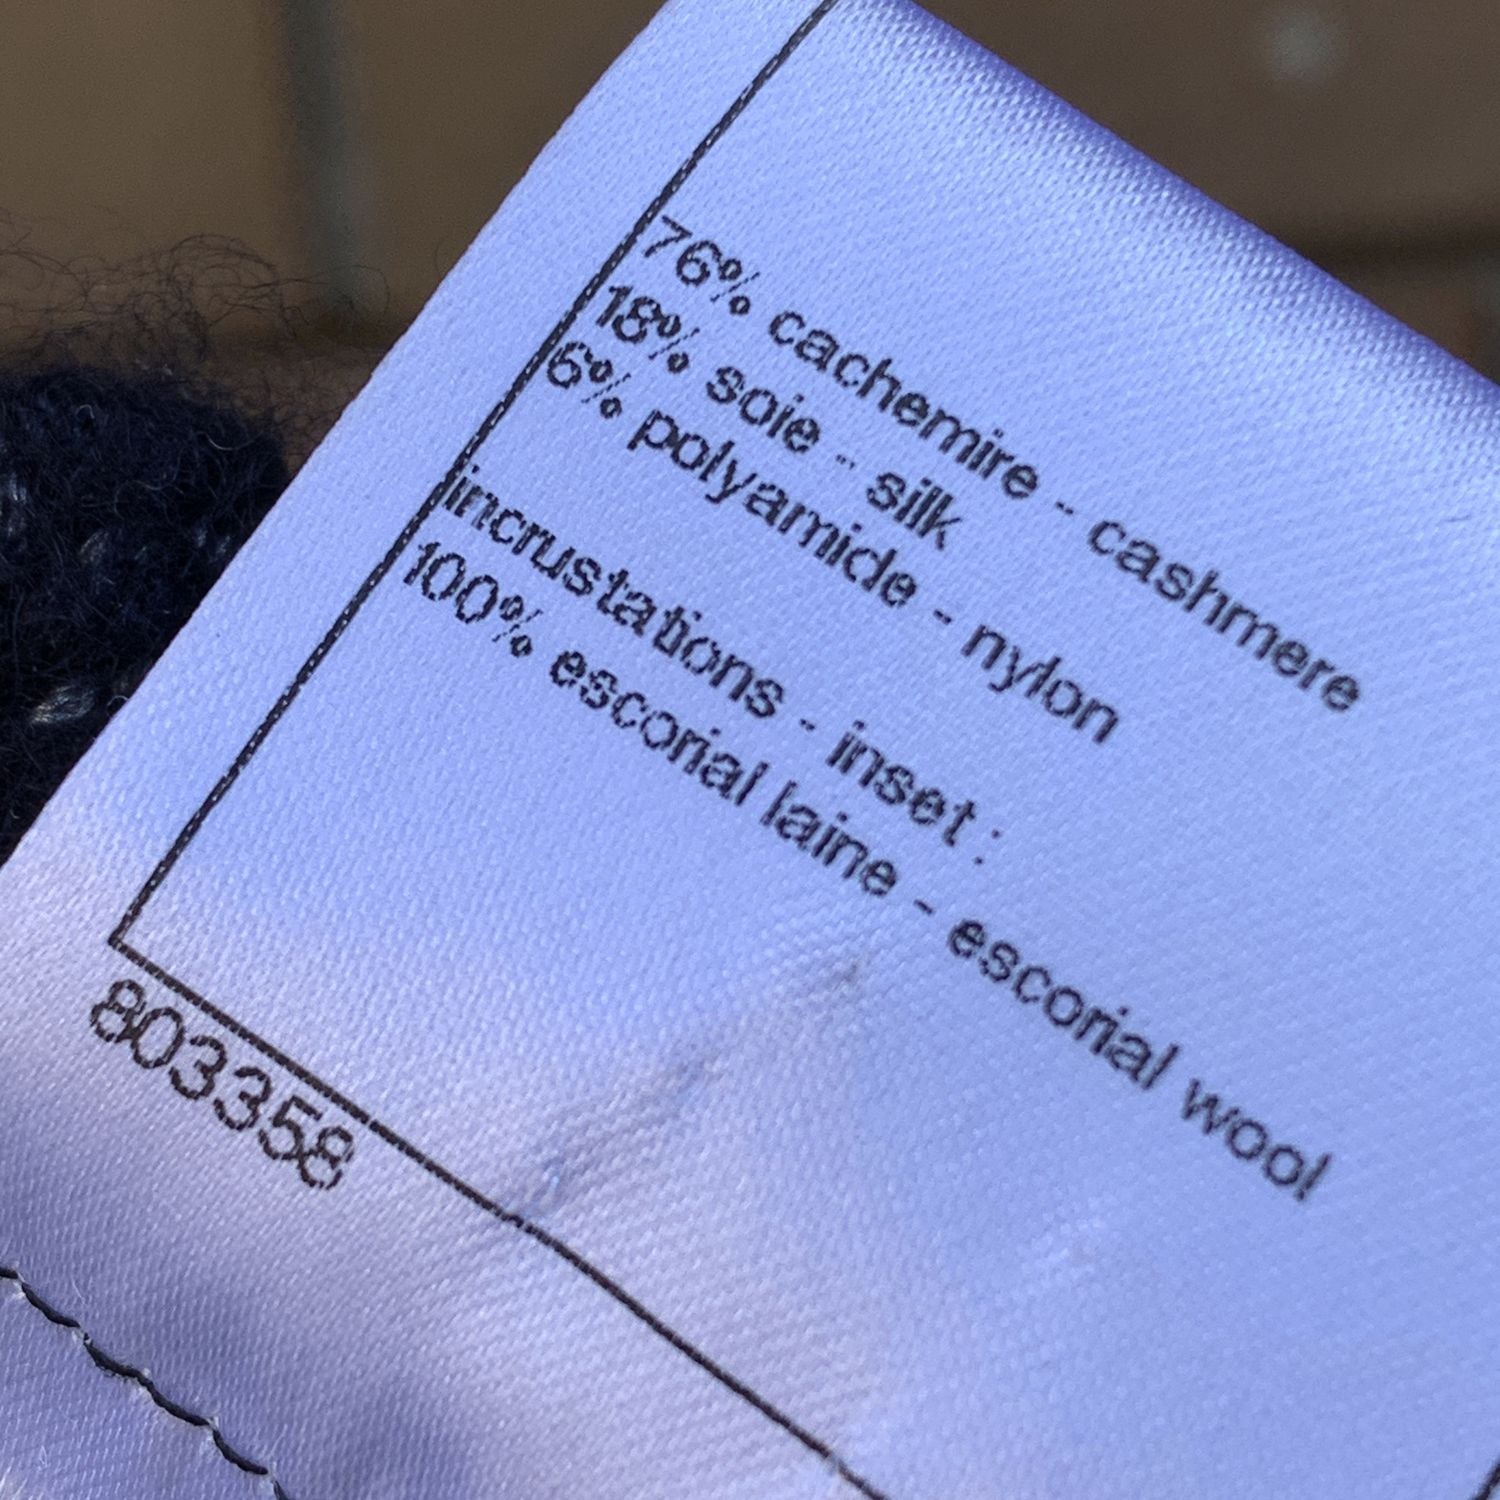 76% cachemire - cashmere
18% soie - silk
6% polyamide - nylon
incrustations - inset :
100% escorial laine - escorial wool
803358